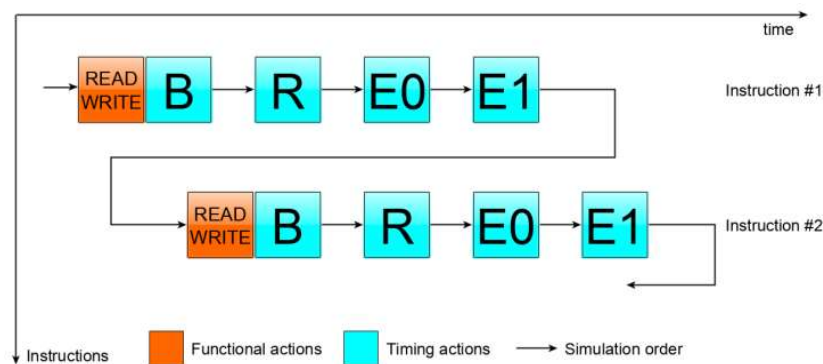 time
READ
WRITE
B
R
E0
E1
Instruction #1
READ
WRITE
B
R
E0
E1
Instruction #2
Instructions
Functional actions
Timing actions
Simulation order